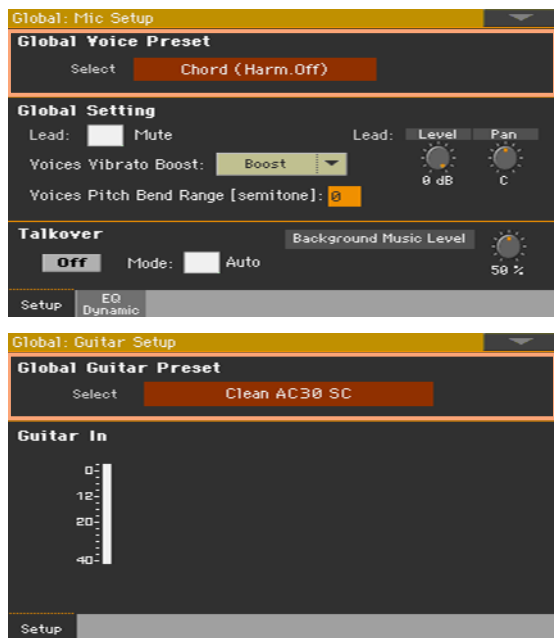 Global: Mic Setup
Global Voice Preset
Select Chord (Harm.Off)
Global Setting
Lead: Mute Lead: Level Pan
Voices Vibrato Boost: Boost
0 dB C
Voices Pitch Bend Range [semitone]: 0
Talkover Background Music Level
Off Mode: Auto 50 %
Setup EQ Dynamic
Global: Guitar Setup
Global Guitar Preset
Select Clean AC30 SC
Guitar In
0
12
20
40
Setup